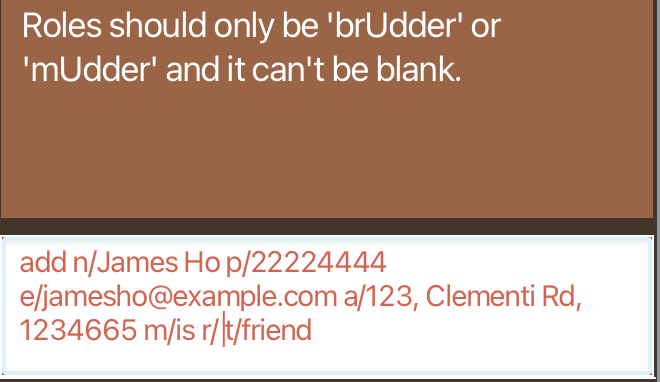 Roles should only be 'brUdder' or
'mUdder' and it can't be blank.
add n/James Ho p/22224444
e/jamesho@example.com a/123, Clementi Rd,
1234665 m/is r/ t/friend